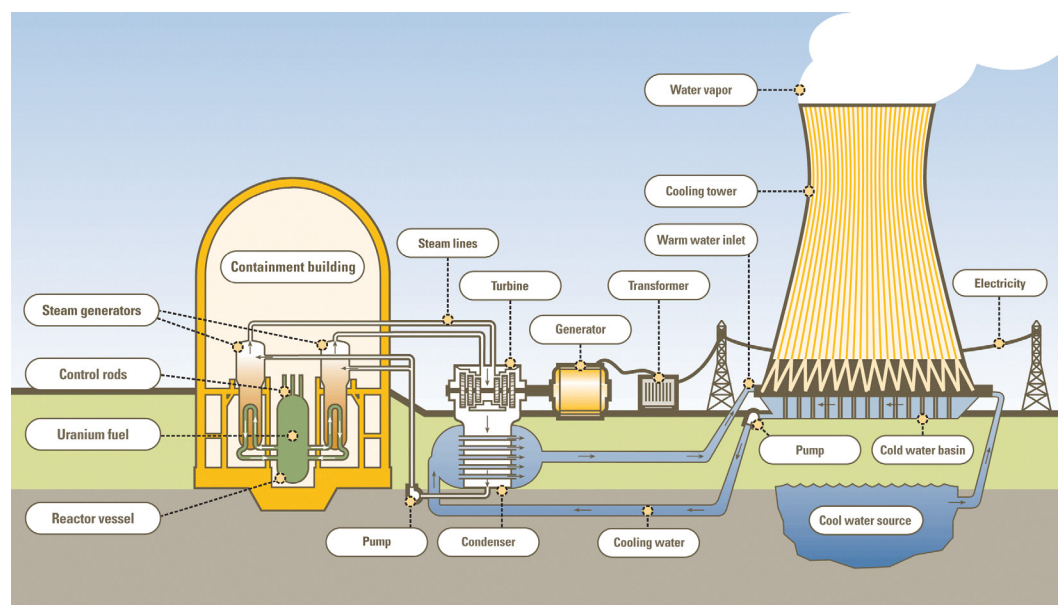 Water vapor
Cooling tower
Steam lines
Warm water inlet
Containment building
Turbine
Transformer
Electricity
Steam generators
Generator
Control rods
Uranium fuel
Pump
Cold water basin
Reactor vessel
Cool water source
Pump
Condenser
Cooling water